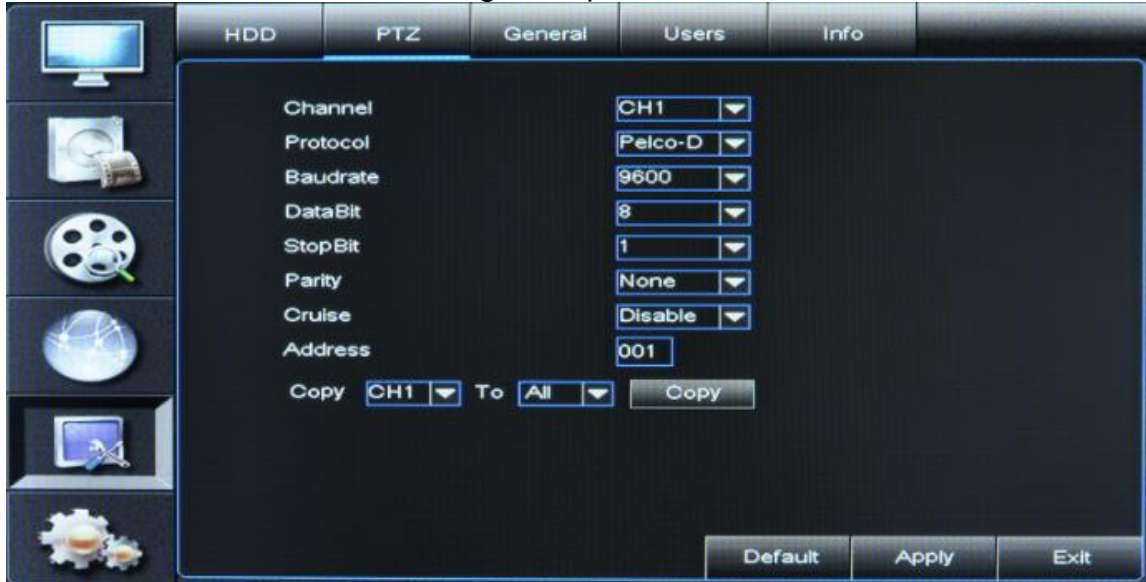 HDD PTZ General Users Info
Channel CH1
Protocol Pelco-D
Baudrate 9600
DataBit 8
StopBit 1
Parity None
Cruise Disable
Address 001
Copy CH1 To All Copy
Default Apply Exit